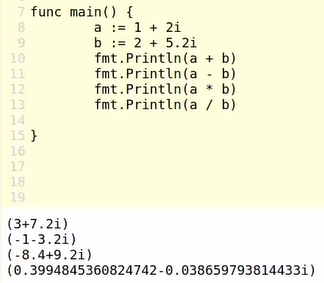 7 func main() {
8 a := 1 + 2i
9 b := 2 + 5.2i
10 fmt.Println(a + b)
11 fmt.Println(a - b)
12 fmt.Println(a * b)
13 fmt.Println(a / b)
14
15 }
16
17
18
19
(3+7.2i)
(-1-3.2i)
(-8.4+9.2i)
(0.3994845360824742-0.038659793814433i)